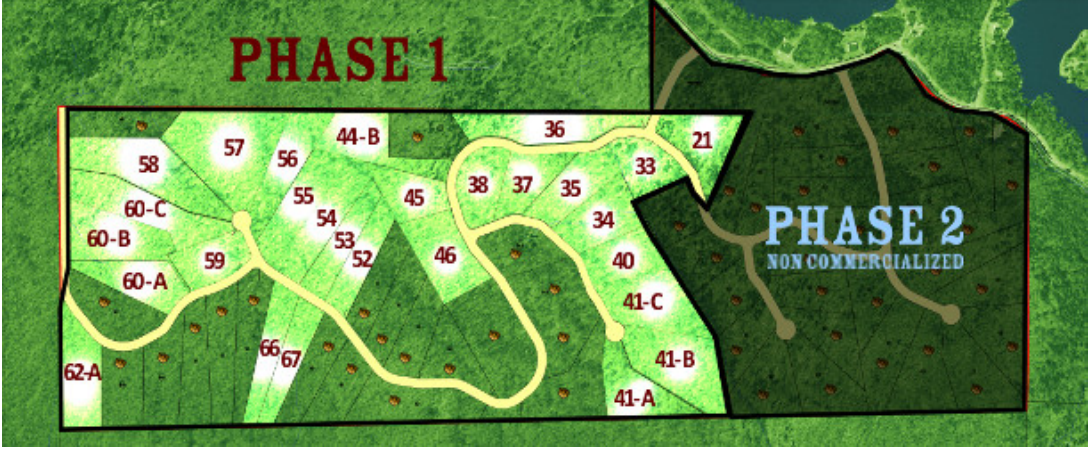 PHASE 1
36
21
44-B
57
56
58
33
38
37
35
45
55
60-C
54
34
53
60-B
46
52
59
40
60-A
41-C
66
67
41-B
62-A
41-A
PHASE 2
NON COMMERCIALIZED